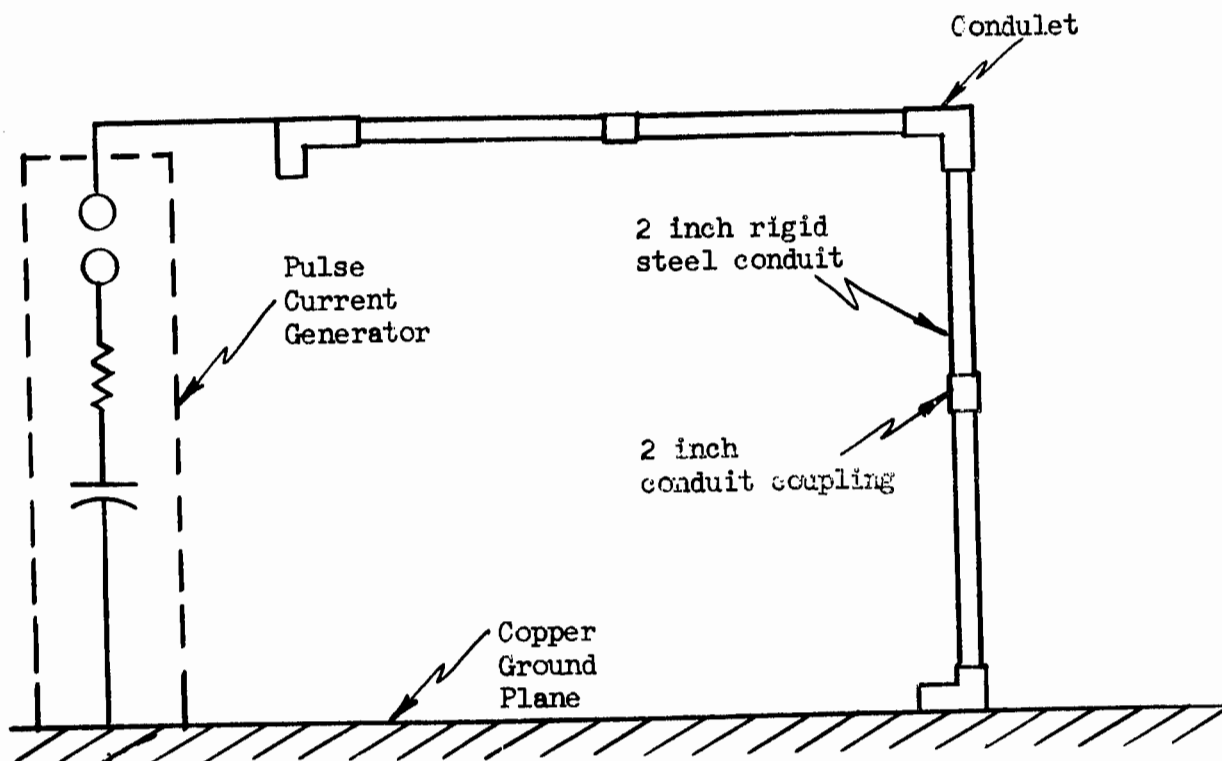 Condulet
2 inch rigid
steel conduit
Pulse
Current
Generator
2 inch
conduit coupling
Copper
Ground
Plane